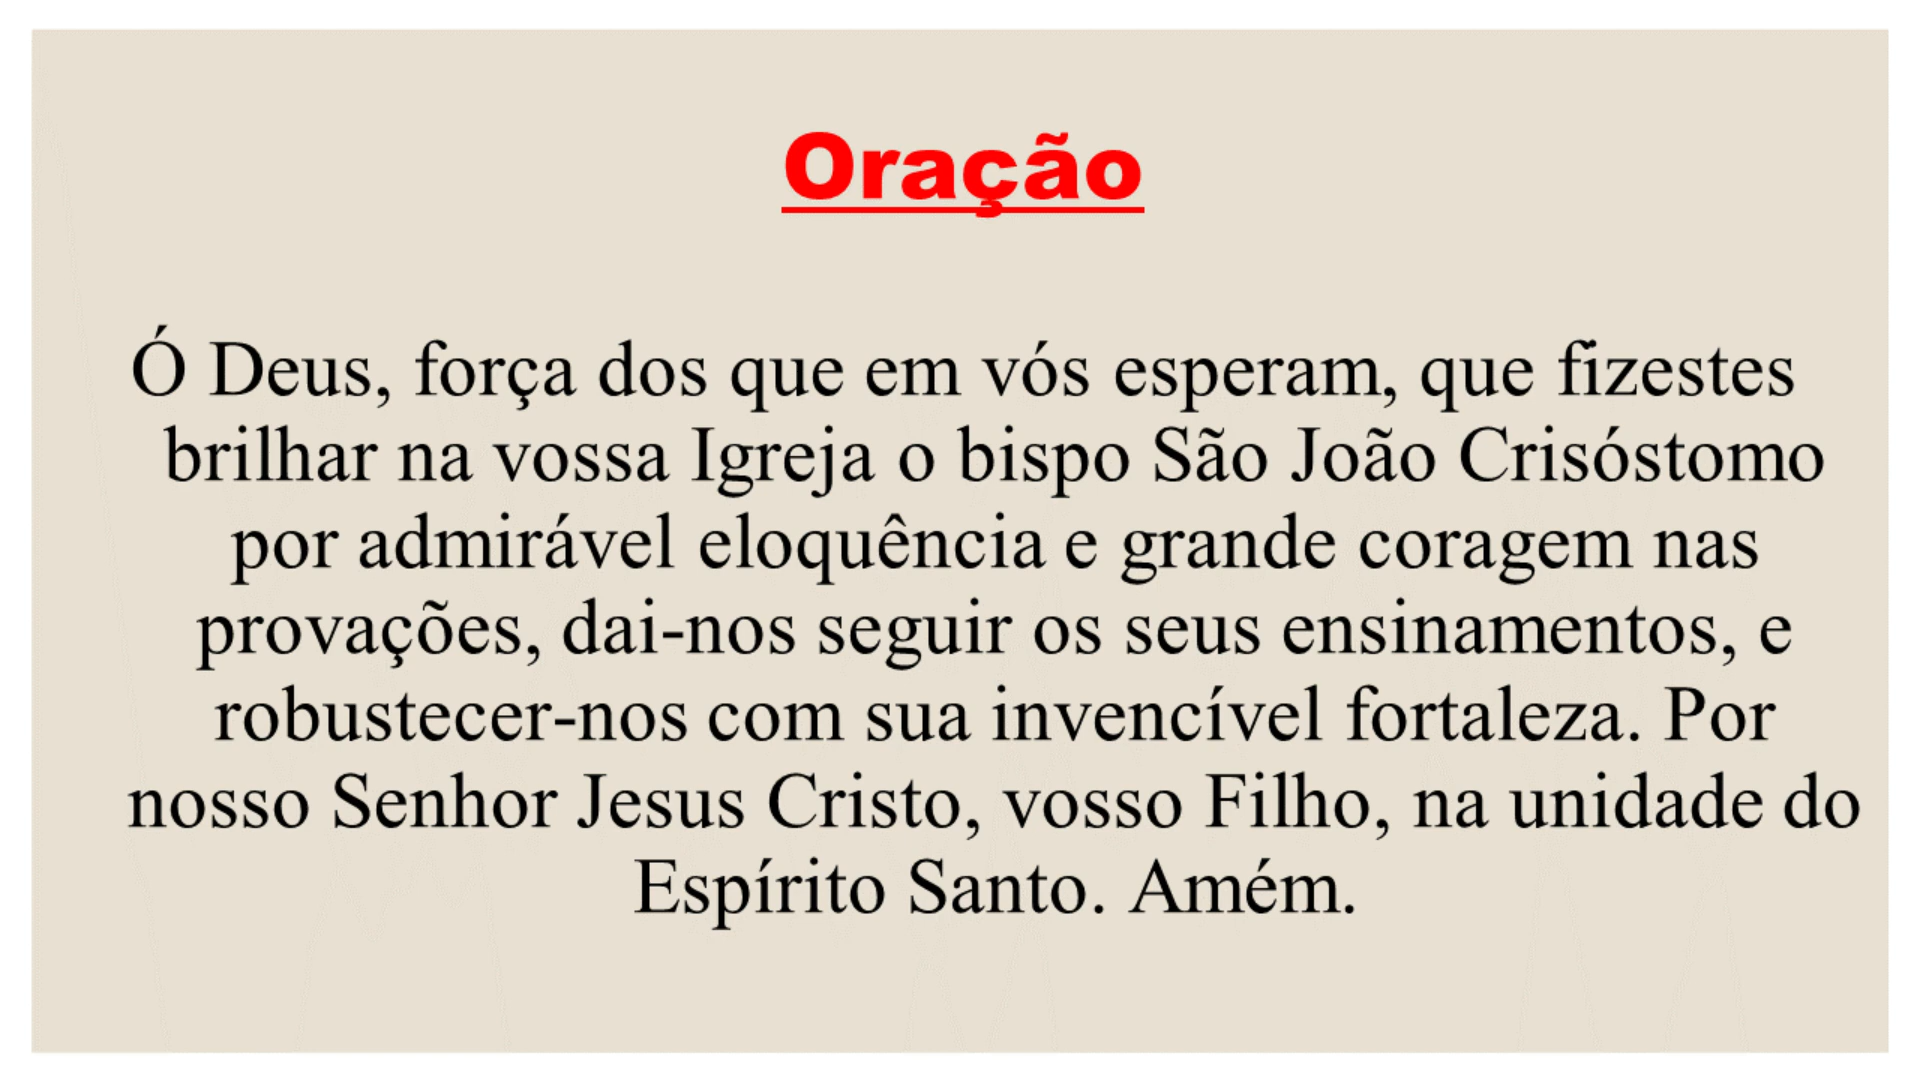 Oração
Ó Deus, força dos que em vós esperam, que fizestes
brilhar na vossa Igreja o bispo São João Crisóstomo
por admirável eloquência e grande coragem nas
provações, dai-nos seguir os seus ensinamentos, e
robustecer-nos com sua invencível fortaleza. Por
nosso Senhor Jesus Cristo, vosso Filho, na unidade do
Espírito Santo. Amém.